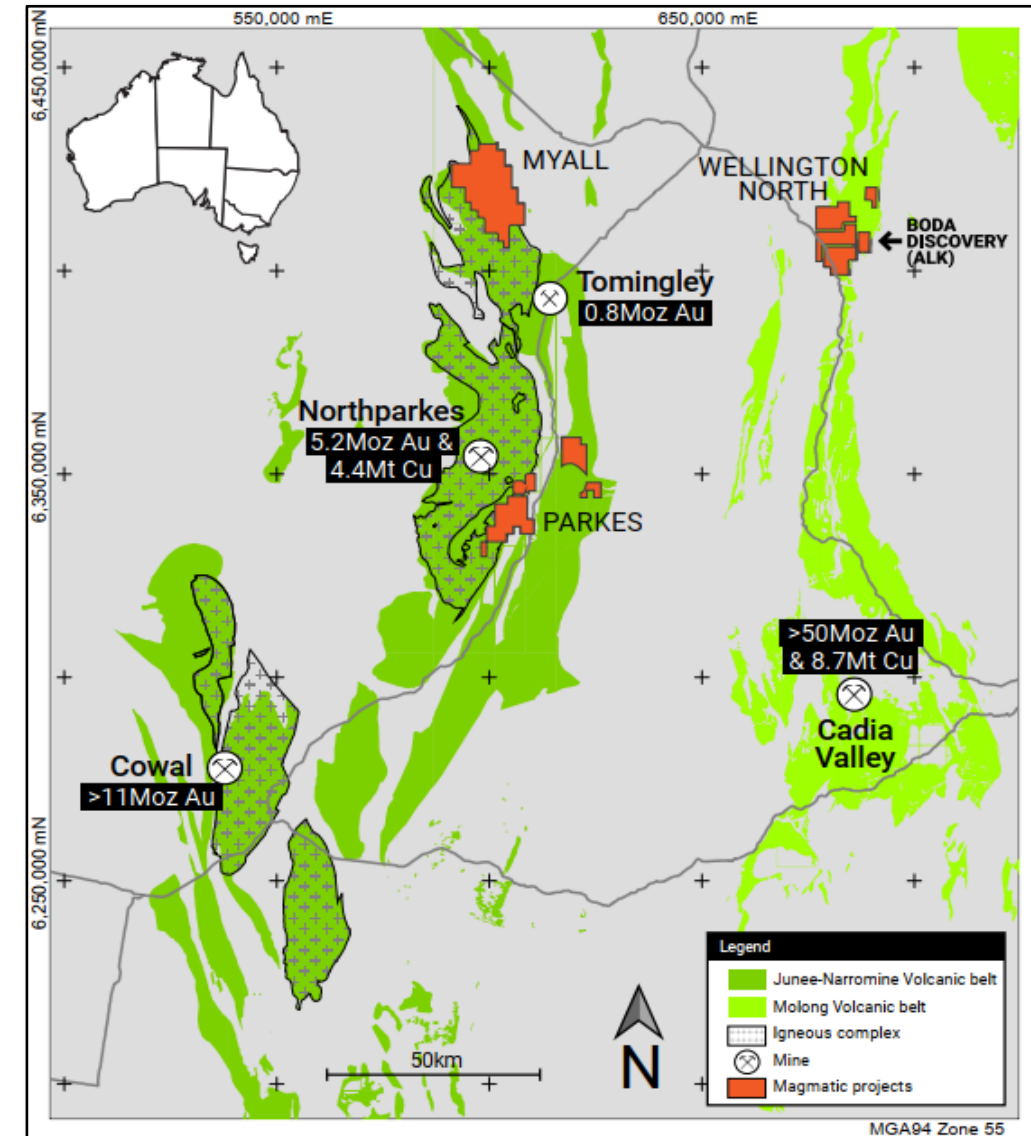 550,000 mE
650,000 mE
6,450,000 mN
MYALL
WELLINGTON
NORTH
BODA
DISCOVERY
(ALK)
Tomingley
0.8Moz Au
Northparkes
5.2Moz Au &
4.4Mt Cu
6,350,000 mN
PARKES
>50Moz Au
& 8.7Mt Cu
Cadia
Valley
Cowal
>11Moz Au
6,250,000 mN
50km
N
Legend
Junee-Narromine Volcanic belt
Molong Volcanic belt
Igneous complex
Mine
Magmatic projects
MGA94 Zone 55